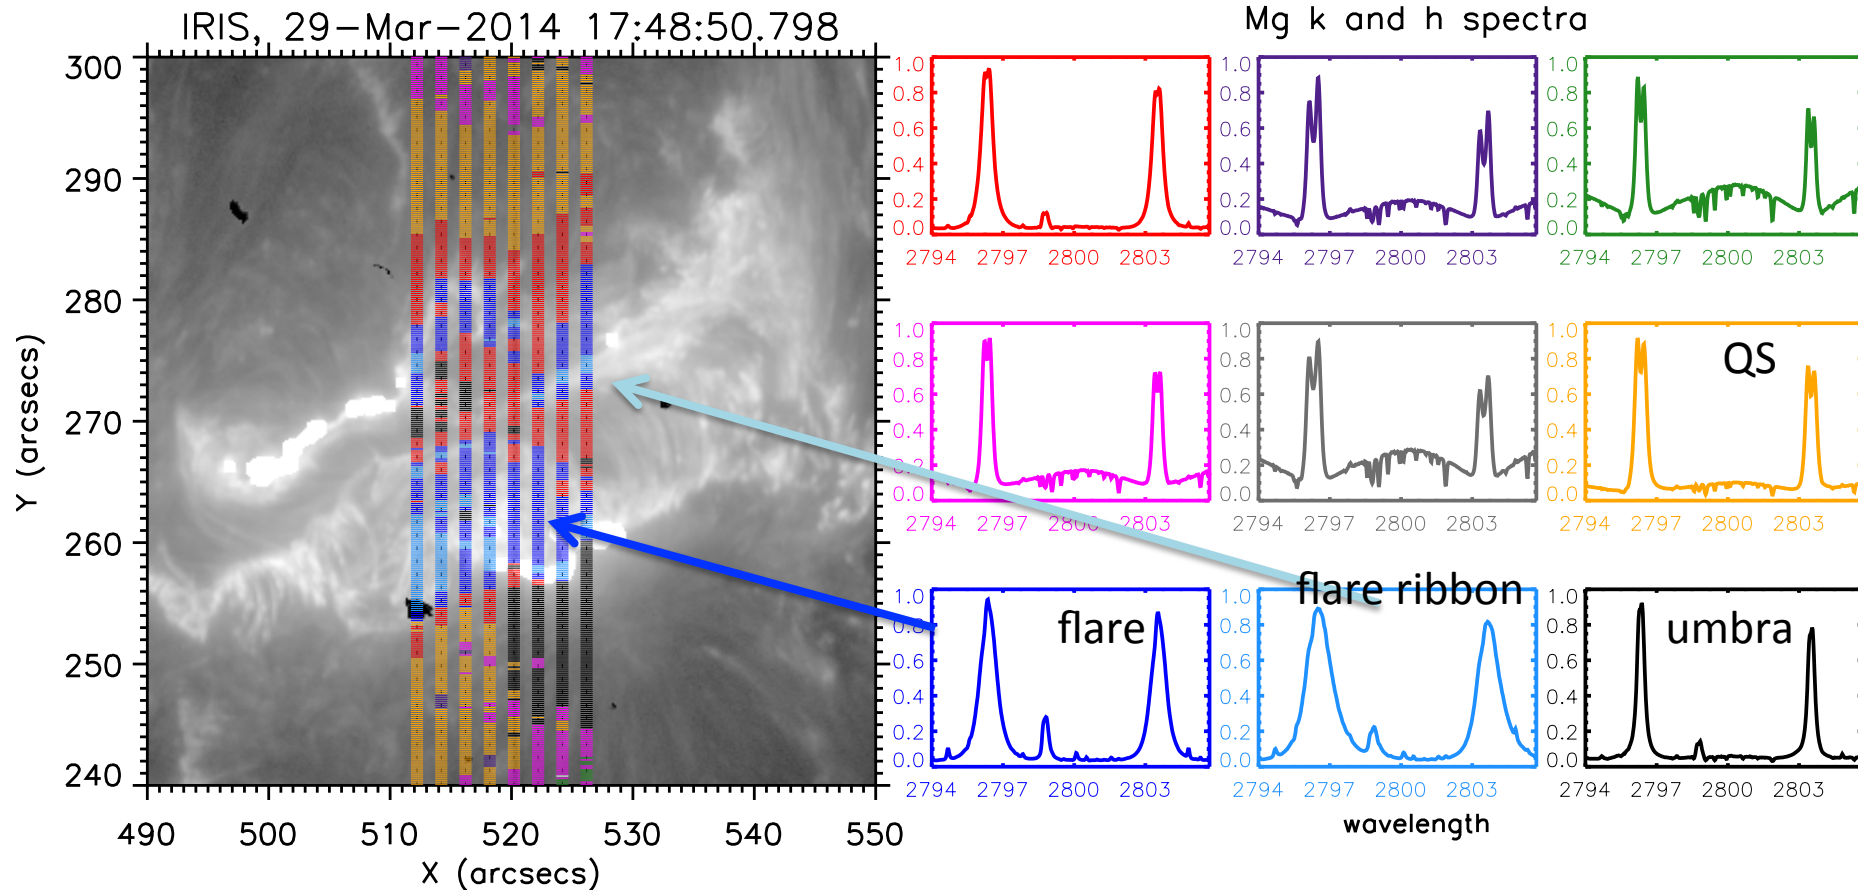 IRIS, 29-Mar-2014 17:48:50.798
Mg k and h spectra
300
290
280
270
260
250
240
Y (arcsecs)
490 500 510 520 530 540 550
X (arcsecs)
1.0 1.0 1.0
0.8 0.8 0.8
0.6 0.6 0.6
0.4 0.4 0.4
0.2 0.2 0.2
0.0 0.0 0.0
2794 2797 2800 2803 2794 2797 2800 2803 2794 2797 2800 2803
1.0 1.0 1.0
QS
0.8 0.8 0.8
0.6 0.6 0.6
0.4 0.4 0.4
0.2 0.2 0.2
0.0 0.0 0.0
2794 2797 2800 2803 2794 2797 2800 2803 2794 2797 2800 2803
flare ribbon
1.0 1.0 1.0
flare umbra
0.8 0.8 0.8
0.6 0.6 0.6
0.4 0.4 0.4
0.2 0.2 0.2
0.0 0.0 0.0
2794 2797 2800 2803 2794 2797 2800 2803 2794 2797 2800 2803
wavelength